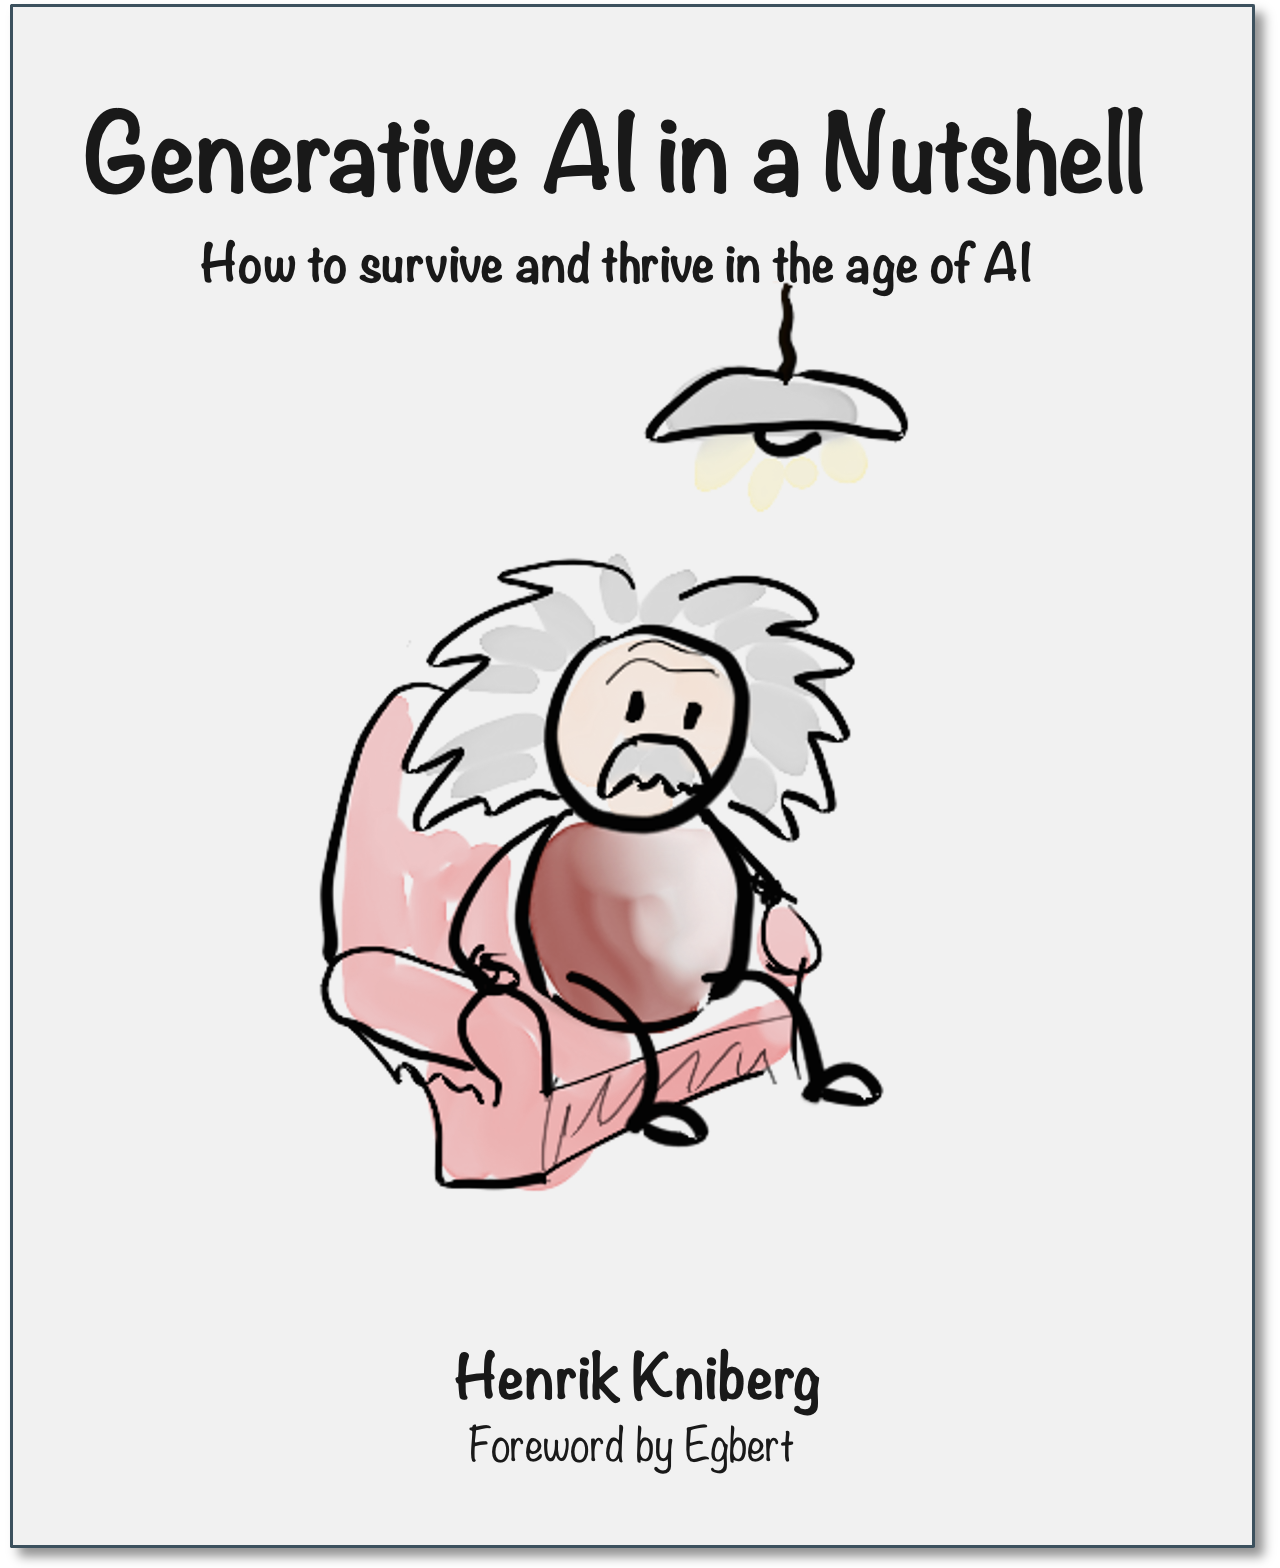 Generative AI in a Nutshell
How to survive and thrive in the age of AI
Henrik Kniberg
Foreword by Egbert